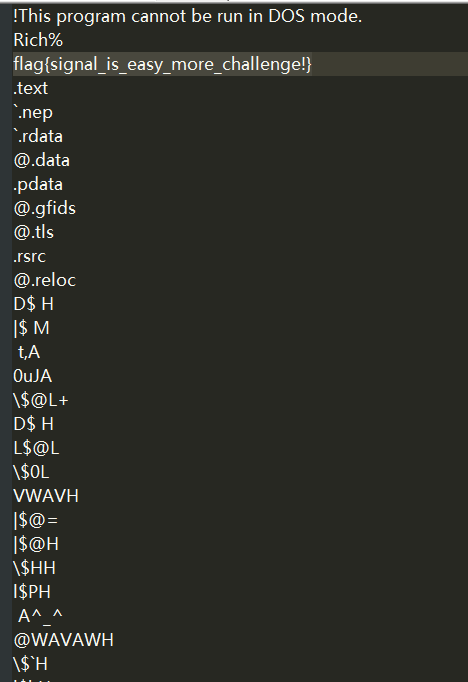 !This program cannot be run in DOS mode.
Rich%
flag{signal_is_easy_more_challenge!}
.text
`.nep
`.rdata
@.data
.pdata
@.gfids
@.tls
.rsrc
@.reloc
D$ H
|$ M
 t,A
0uJA
\$@L+
D$ H
L$@L
\$0L
VWAVH
|$@=
|$@H
\$HH
l$PH
 A^_^
@WAVAWH
\$`H